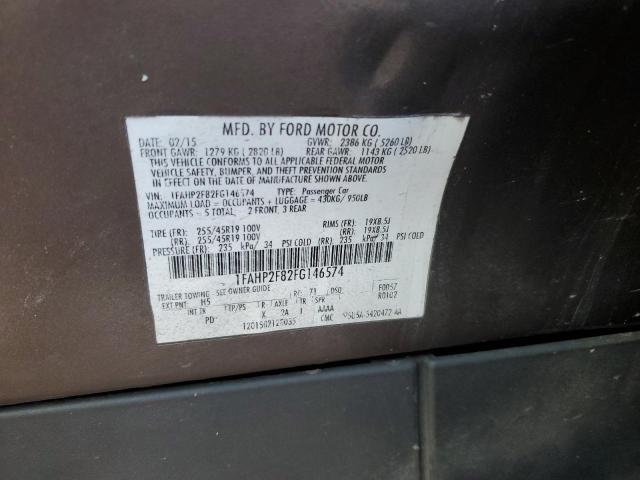 MFD. BY FORD MOTOR CO.
DATE: 02/15 GVWR: 2386 KG (5260 LB)
FRONT GAWR: 1279 KG (2820 LB) REAR GAWR: 1143 KG (2520 LB)
THIS VEHICLE CONFORMS TO ALL APPLICABLE FEDERAL MOTOR
VEHICLE SAFETY, BUMPER, AND THEFT PREVENTION STANDARDS
IN EFFECT ON THE DATE OF MANUFACTURE SHOWN ABOVE.
VIN: 1FAHP2F82FG146574 TYPE: Passenger Car
MAXIMUM LOAD = OCCUPANTS + LUGGAGE = 430KG/ 950LB
OCCUPANTS: 5 TOTAL, 2 FRONT, 3 REAR
TIRE (FR): 255/45R19 100V RIMS (FR): 19X8.5J
(RR): 255/45R19 100V (RR): 19X8.5J
PRESSURE (FR): 235 kPa/ 34 PSI COLD (RR): 235 kPa/ 34 PSI COLD
1FAHP2F82FG146574
TRAILER TOWING - SEE OWNER GUIDE F0057
EXT PNT: H5 RC: 71 DSO: R0102
INT TR TP/PS R AXLE TR SPR
PD X 2A J AAAA
CMC